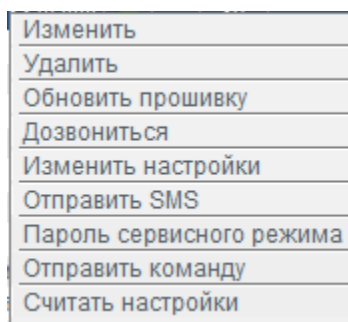 Изменить
Удалить
Обновить прошивку
Дозвониться
Изменить настройки
Отправить SMS
Пароль сервисного режима
Отправить команду
Считать настройки